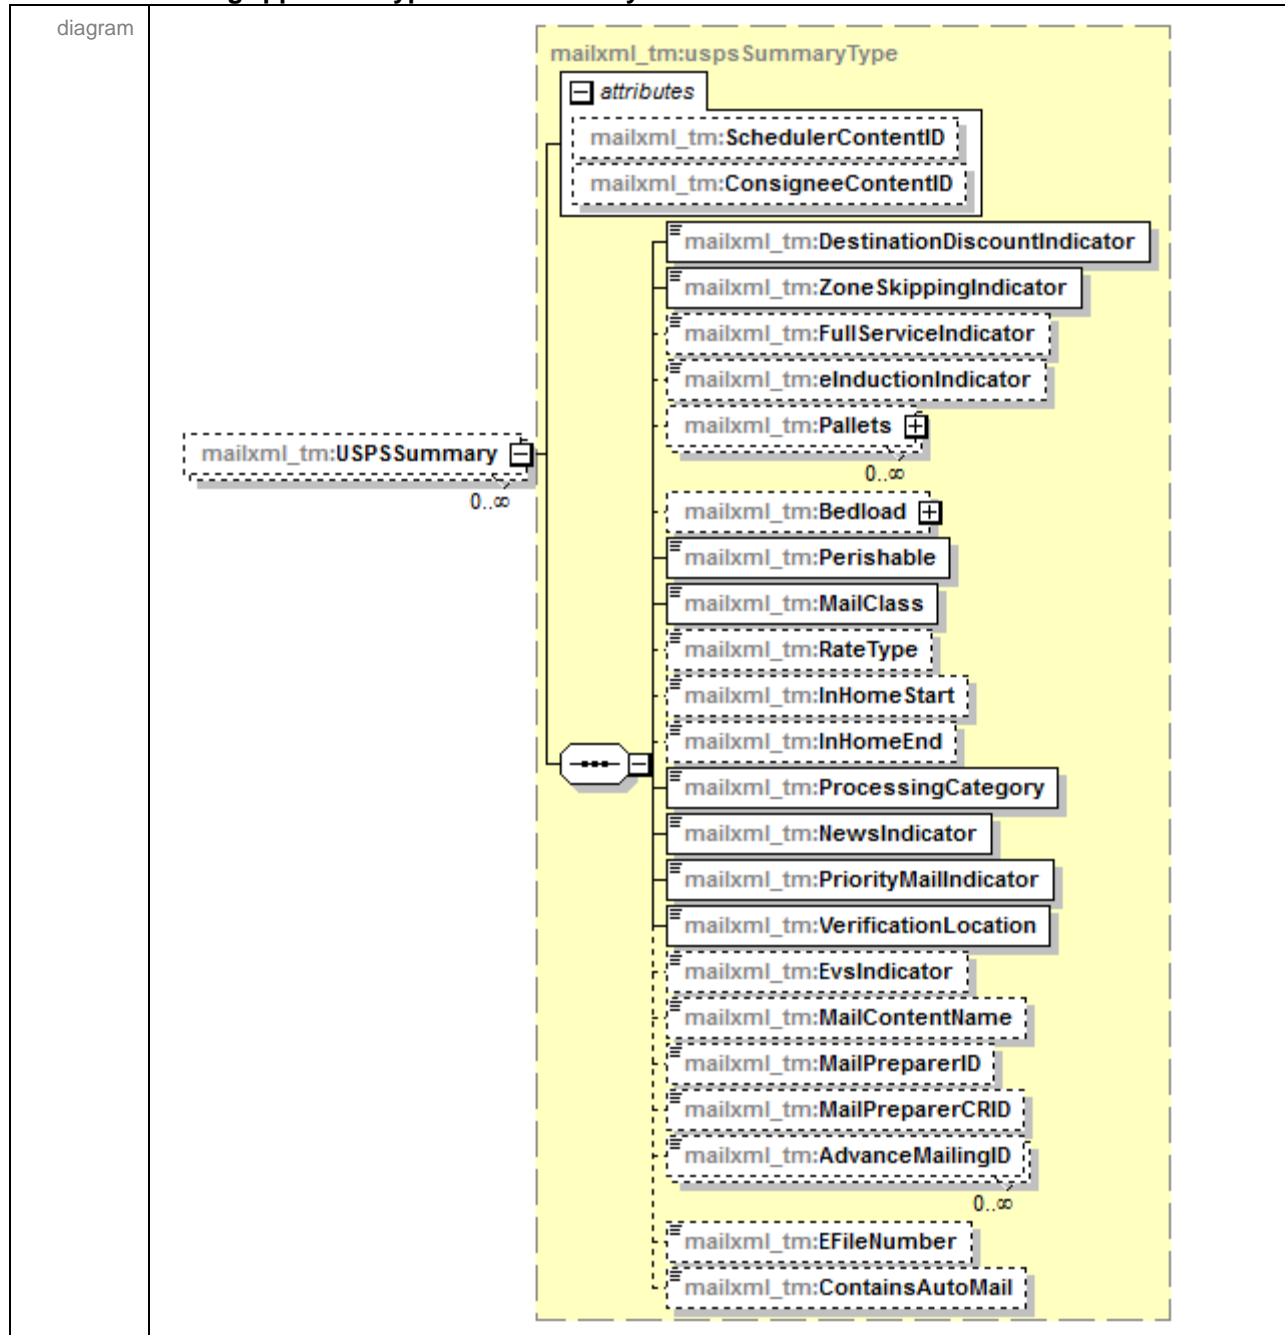 diagram
mailxml_tm:uspsSummaryType
attributes
mailxml_tm:SchedulerContentID
mailxml_tm:ConsigneeContentID
mailxml_tm:DestinationDiscountIndicator
mailxml_tm:ZoneSkippingIndicator
mailxml_tm:FullServiceIndicator
mailxml_tm:eInductionIndicator
mailxml_tm:Pallets
0..∞
mailxml_tm:USPSSummary
0..∞
mailxml_tm:Bedload
mailxml_tm:Perishable
mailxml_tm:MailClass
mailxml_tm:RateType
mailxml_tm:InHomeStart
mailxml_tm:InHomeEnd
mailxml_tm:ProcessingCategory
mailxml_tm:NewsIndicator
mailxml_tm:PriorityMailIndicator
mailxml_tm:VerificationLocation
mailxml_tm:EvsIndicator
mailxml_tm:MailContentName
mailxml_tm:MailPreparerID
mailxml_tm:MailPreparerCRID
mailxml_tm:AdvanceMailingID
0..∞
mailxml_tm:EFileNumber
mailxml_tm:ContainsAutoMail